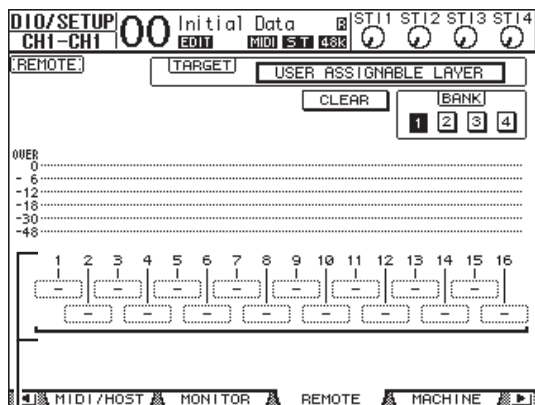 DIO/SETUP 00 Initial Data R ST1 ST2 ST3 ST4
CH1-CH1 EDIT MIDI ST 48k
REMOTE TARGET USER ASSIGNABLE LAYER
CLEAR BANK
1 2 3 4
OVER
0
- 6
-12
-18
-30
-48
1 2 3 4 5 6 7 8 9 10 11 12 13 14 15 16
- - - - - - - -
- - - - - - - -
MIDI/HOST MONITOR REMOTE MACHINE